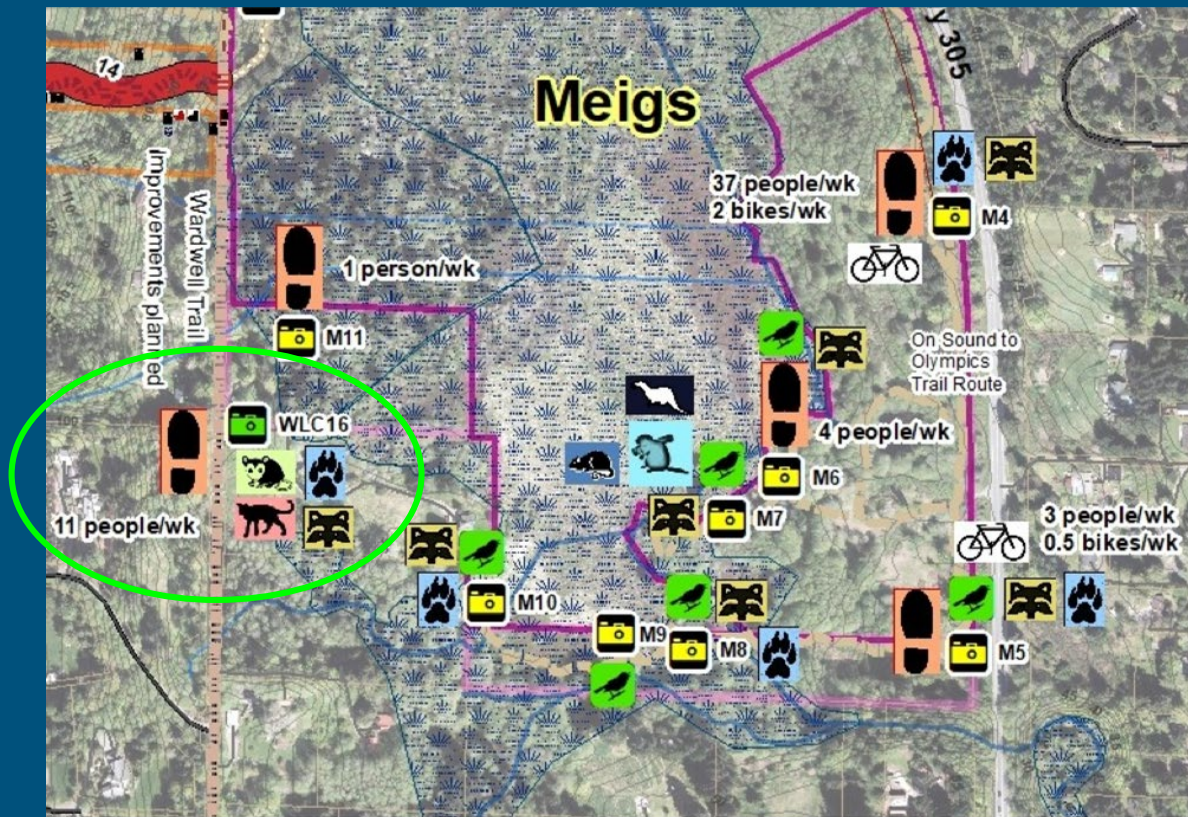 14
Meigs
y 305
37 people/wk
2 bikes/wk
M4
Improvements planned
Wardwell Trail
1 person/wk
M11
On Sound to
Olympics
Trail Route
WLC16
4 people/wk
M6
11 people/wk
M7
3 people/wk
0.5 bikes/wk
M10
M9
M8
M5